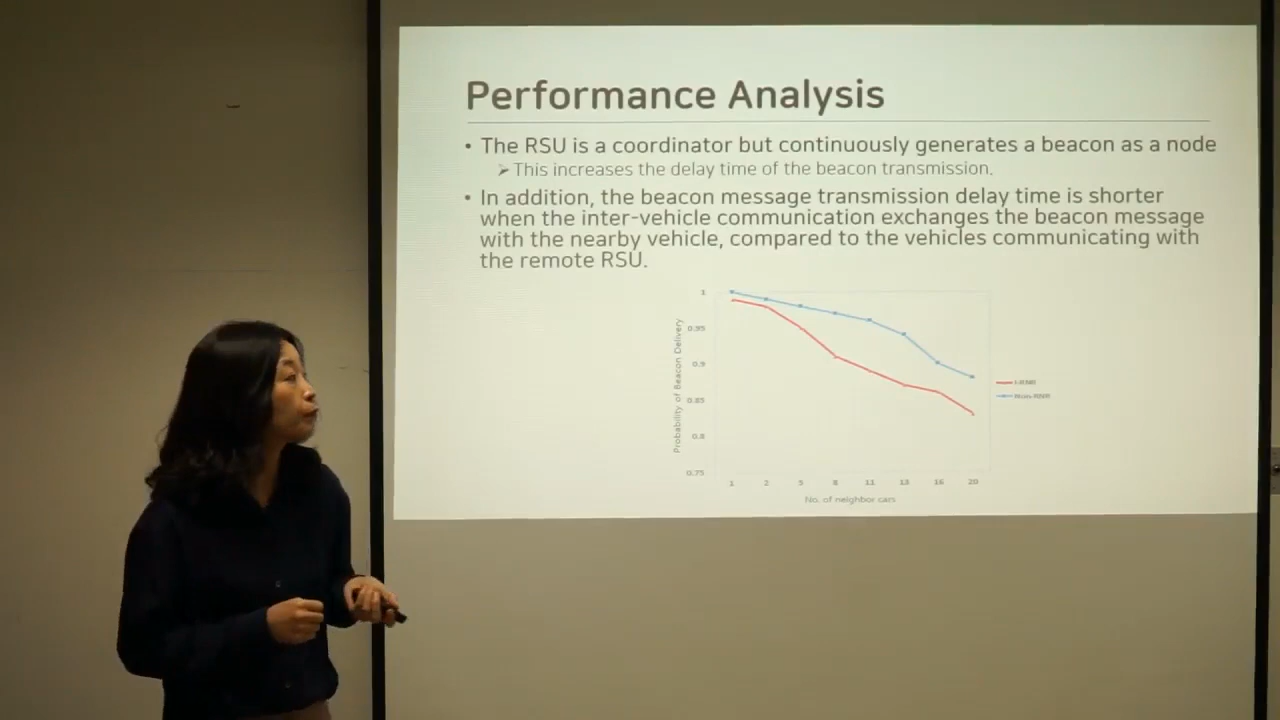 Performance Analysis
• The RSU is a coordinator but continuously generates a beacon as a node
➢ This increases the delay time of the beacon transmission.
• In addition, the beacon message transmission delay time is shorter
when the inter-vehicle communication exchanges the beacon message
with the nearby vehicle, compared to the vehicles communicating with
the remote RSU.
Probability of Beacon Delivery
1
0.95
0.9
0.85
0.8
0.75
1 2 5 8 11 13 16 20
No. of neighbor cars